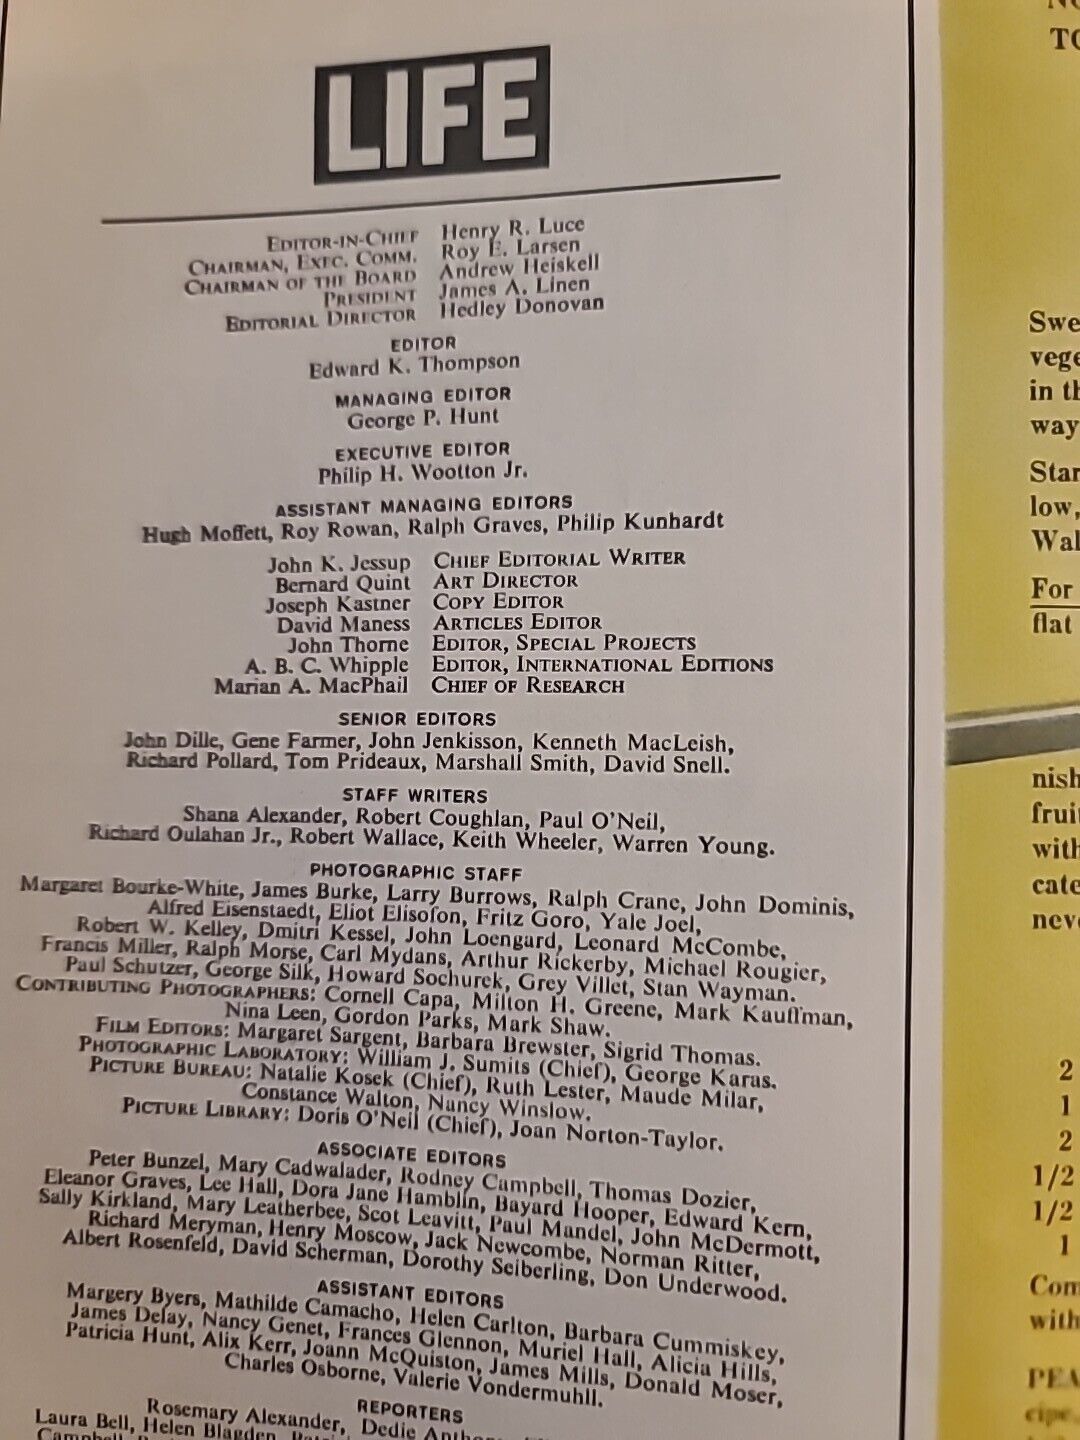 LIFE
EDITOR-IN-CHIEF Henry R. Luce
CHAIRMAN, EXEC. COMM. Roy E. Larsen
CHAIRMAN OF THE BOARD Andrew Heiskell
PRESIDENT James A. Linen
EDITORIAL DIRECTOR Hedley Donovan
EDITOR
Edward K. Thompson
MANAGING EDITOR
George P. Hunt
EXECUTIVE EDITOR
Philip H. Wootton Jr.
ASSISTANT MANAGING EDITORS
Hugh Moffett, Roy Rowan, Ralph Graves, Philip Kunhardt
John K. Jessup CHIEF EDITORIAL WRITER
Bernard Quint ART DIRECTOR
Joseph Kastner COPY EDITOR
David Maness ARTICLES EDITOR
John Thorne EDITOR, SPECIAL PROJECTS
A. B. C. Whipple EDITOR, INTERNATIONAL EDITIONS
Marian A. MacPhail CHIEF OF RESEARCH
SENIOR EDITORS
John Dille, Gene Farmer, John Jenkisson, Kenneth MacLeish,
Richard Pollard, Tom Prideaux, Marshall Smith, David Snell.
STAFF WRITERS
Shana Alexander, Robert Coughlan, Paul O'Neil,
Richard Oulahan Jr., Robert Wallace, Keith Wheeler, Warren Young.
PHOTOGRAPHIC STAFF
Margaret Bourke-White, James Burke, Larry Burrows, Ralph Crane, John Dominis,
Alfred Eisenstaedt, Eliot Elisofon, Fritz Goro, Yale Joel,
Robert W. Kelley, Dmitri Kessel, John Loengard, Leonard McCombe,
Francis Miller, Ralph Morse, Carl Mydans, Arthur Rickerby, Michael Rougier,
Paul Schutzer, George Silk, Howard Sochurek, Grey Villet, Stan Wayman.
CONTRIBUTING PHOTOGRAPHERS: Cornell Capa, Milton H. Greene, Mark Kauffman,
Nina Leen, Gordon Parks, Mark Shaw.
FILM EDITORS: Margaret Sargent, Barbara Brewster, Sigrid Thomas.
PHOTOGRAPHIC LABORATORY: William J. Sumits (Chief), George Karas.
PICTURE BUREAU: Natalie Kosek (Chief), Ruth Lester, Maude Milar,
Constance Walton, Nancy Winslow.
PICTURE LIBRARY: Doris O'Neil (Chief), Joan Norton-Taylor.
ASSOCIATE EDITORS
Peter Bunzel, Mary Cadwalader, Rodney Campbell, Thomas Dozier,
Eleanor Graves, Lee Hall, Dora Jane Hamblin, Bayard Hooper, Edward Kern,
Sally Kirkland, Mary Leatherbee, Scot Leavitt, Paul Mandel, John McDermott,
Richard Meryman, Henry Moscow, Jack Newcombe, Norman Ritter,
Albert Rosenfeld, David Scherman, Dorothy Seiberling, Don Underwood.
ASSISTANT EDITORS
Margery Byers, Mathilde Camacho, Helen Carlton, Barbara Cummiskey,
James Delay, Nancy Genet, Frances Glennon, Muriel Hall, Alicia Hills,
Patricia Hunt, Alix Kerr, Joann McQuiston, James Mills, Donald Moser,
Charles Osborne, Valerie Vondermuhll.
REPORTERS
Rosemary Alexander, Dedie
Laura Bell, Helen Blagden,
TO
Swe
vege
in th
way
Star
low,
Wal
For
flat
nish
frui
with
cate
neve
2
1
2
1/2
1/2
1
Com
with
PEA
cipe.